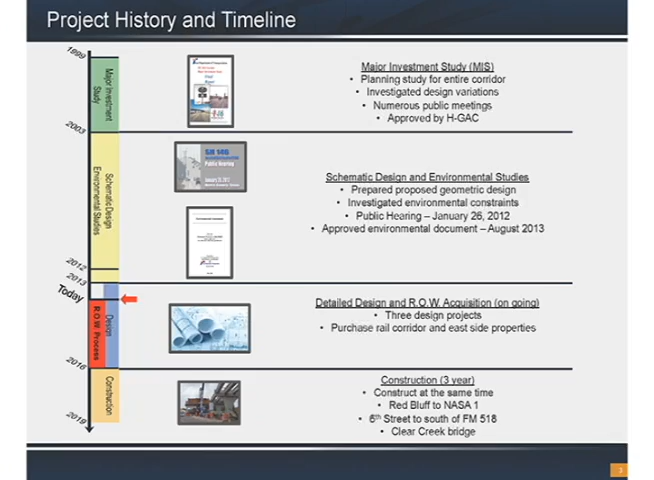 Project History and Timeline
1999
Major Investment
Study
Major Investment Study (MIS)
• Planning study for entire corridor
• Investigated design variations
• Numerous public meetings
• Approved by H-GAC
2003
Schematic Design
Environmental Studies
SH 146
Public Hearing
Schematic Design and Environmental Studies
• Prepared proposed geometric design
• Investigated environmental constraints
• Public Hearing – January 26, 2012
• Approved environmental document – August 2013
2012
2013
Today
Design
R.O.W. Process
Detailed Design and R.O.W. Acquisition (on going)
• Three design projects
• Purchase rail corridor and east side properties
2016
Construction
Construction (3 year)
• Construct at the same time
• Red Bluff to NASA 1
• 6th Street to south of FM 518
• Clear Creek bridge
2019
3